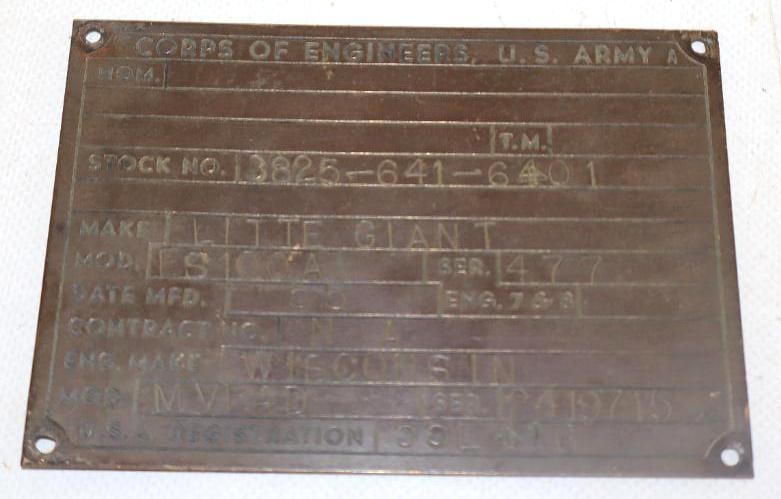 CORPS OF ENGINEERS, U.S. ARMY A
NOM.
T.M.
STOCK NO. 3825-641-6401
MAKE LITTE GIANT
MOD. SER. 477
DATE MFD. ENG. 7 & 8
CONTRACT NO. N A
ENG. MAKE WISCONSIN
MOD. SER.
U.S.A. REGISTRATION